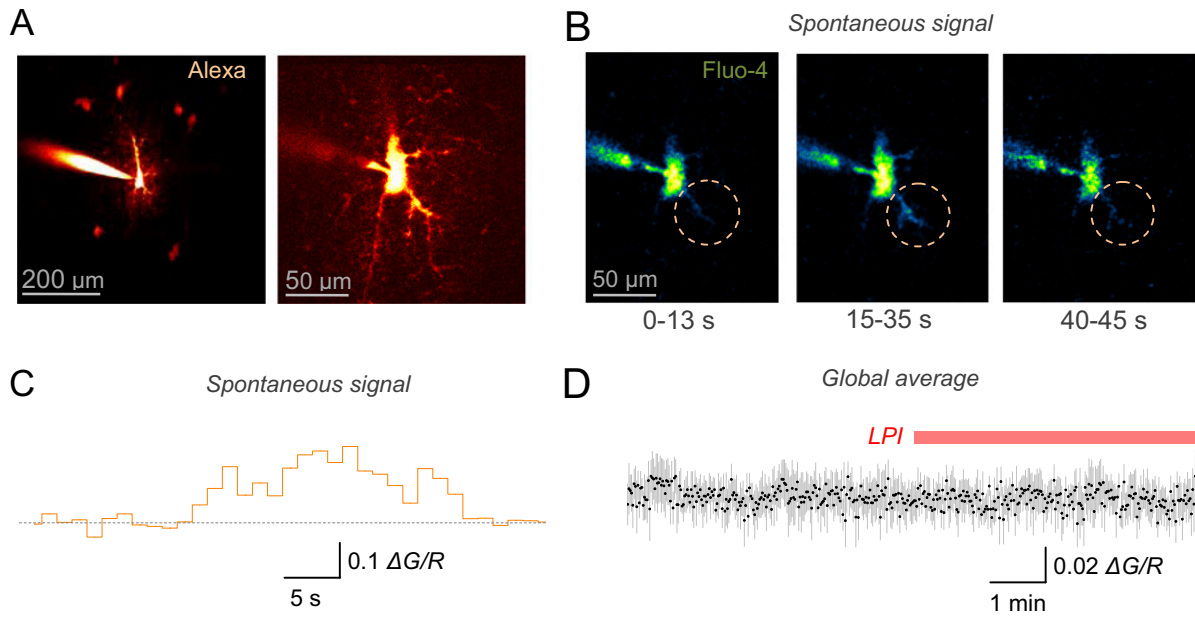 A
Alexa
200 µm
50 µm
B
Spontaneous signal
Fluo-4
50 µm
0-13 s
15-35 s
40-45 s
C
Spontaneous signal
0.1 ΔG/R
5 s
D
Global average
LPI
0.02 ΔG/R
1 min